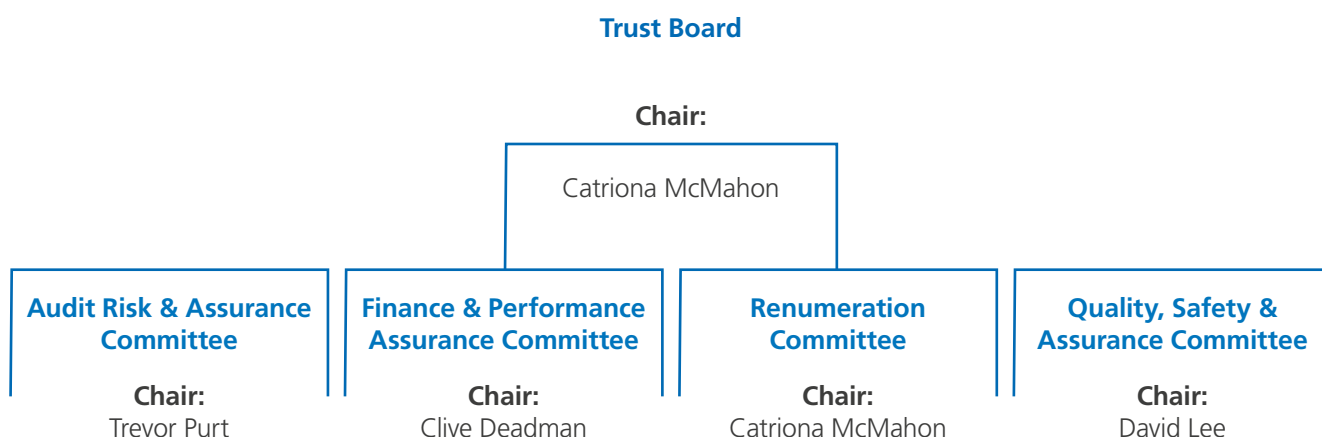 Trust Board
Chair:
Catriona McMahon
Audit Risk & Assurance
Committee
Chair:
Trevor Purt
Finance & Performance
Assurance Committee
Chair:
Clive Deadman
Renumeration
Committee
Chair:
Catriona McMahon
Quality, Safety &
Assurance Committee
Chair:
David Lee